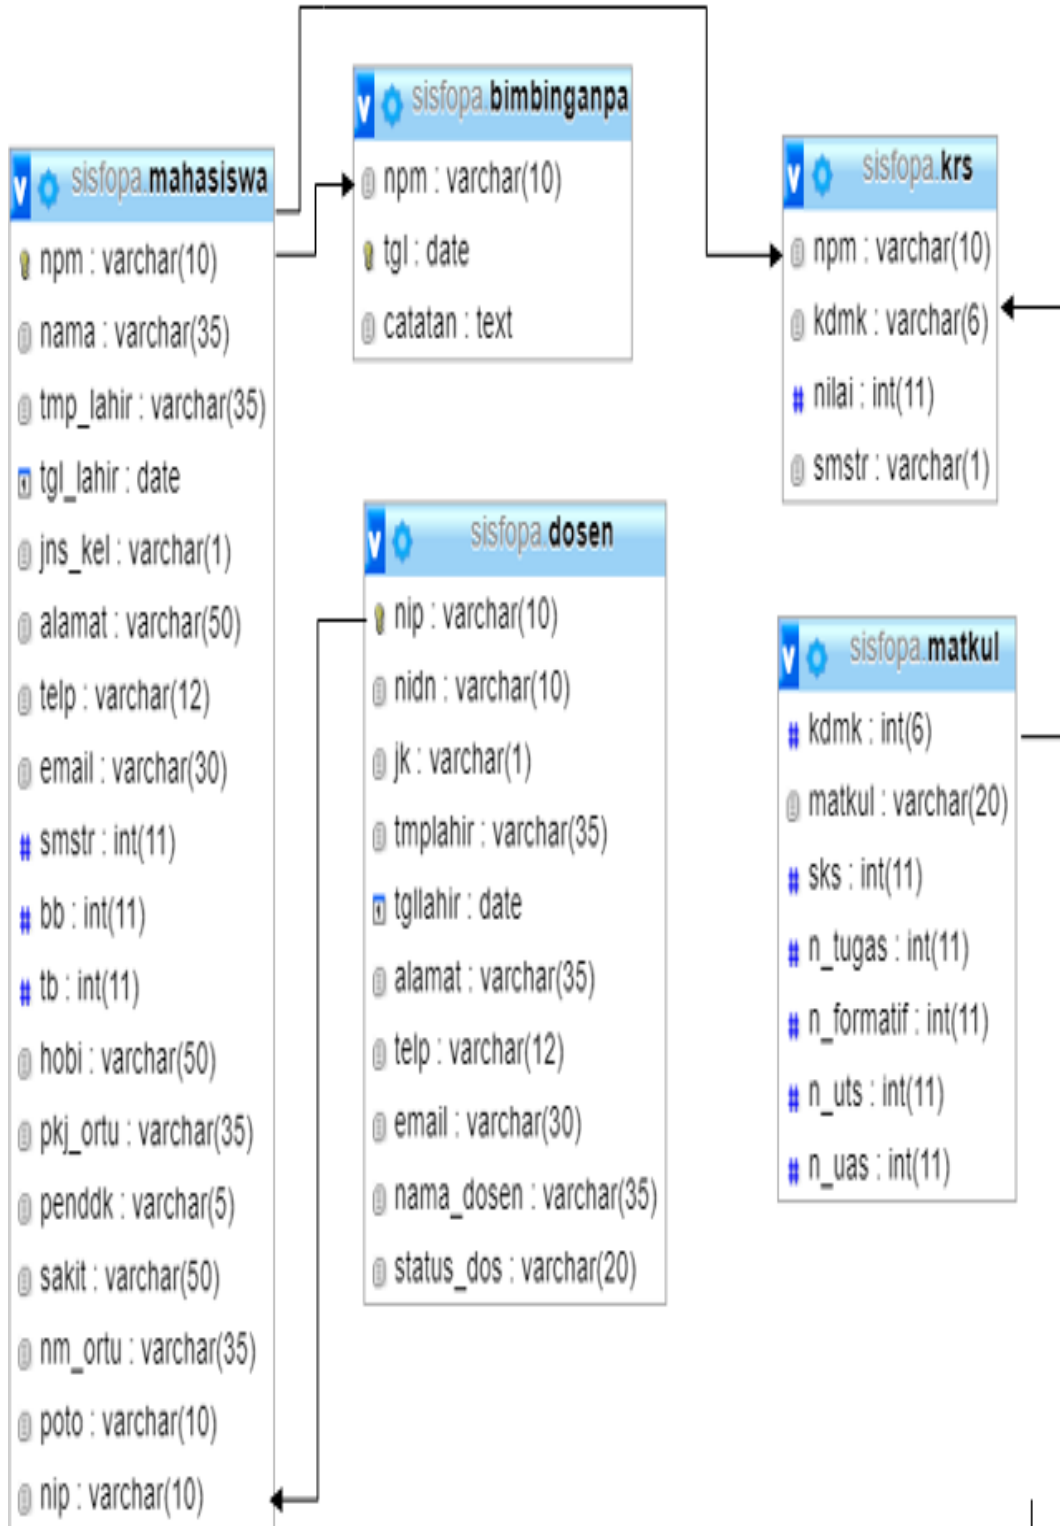 sisfopa.bimbinganpa
npm : varchar(10)
tgl : date
catatan : text
sisfopa.mahasiswa
npm : varchar(10)
nama : varchar(35)
tmp_lahir : varchar(35)
tgl_lahir : date
jns_kel : varchar(1)
alamat : varchar(50)
telp : varchar(12)
email : varchar(30)
smstr : int(11)
bb : int(11)
tb : int(11)
hobi : varchar(50)
pkj_ortu : varchar(35)
penddk : varchar(5)
sakit : varchar(50)
nm_ortu : varchar(35)
poto : varchar(10)
nip : varchar(10)
sisfopa.dosen
nip : varchar(10)
nidn : varchar(10)
jk : varchar(1)
tmplahir : varchar(35)
tgllahir : date
alamat : varchar(35)
telp : varchar(12)
email : varchar(30)
nama_dosen : varchar(35)
status_dos : varchar(20)
sisfopa.krs
npm : varchar(10)
kdmk : varchar(6)
nilai : int(11)
smstr : varchar(1)
sisfopa.matkul
kdmk : int(6)
matkul : varchar(20)
sks : int(11)
n_tugas : int(11)
n_formatif : int(11)
n_uts : int(11)
n_uas : int(11)